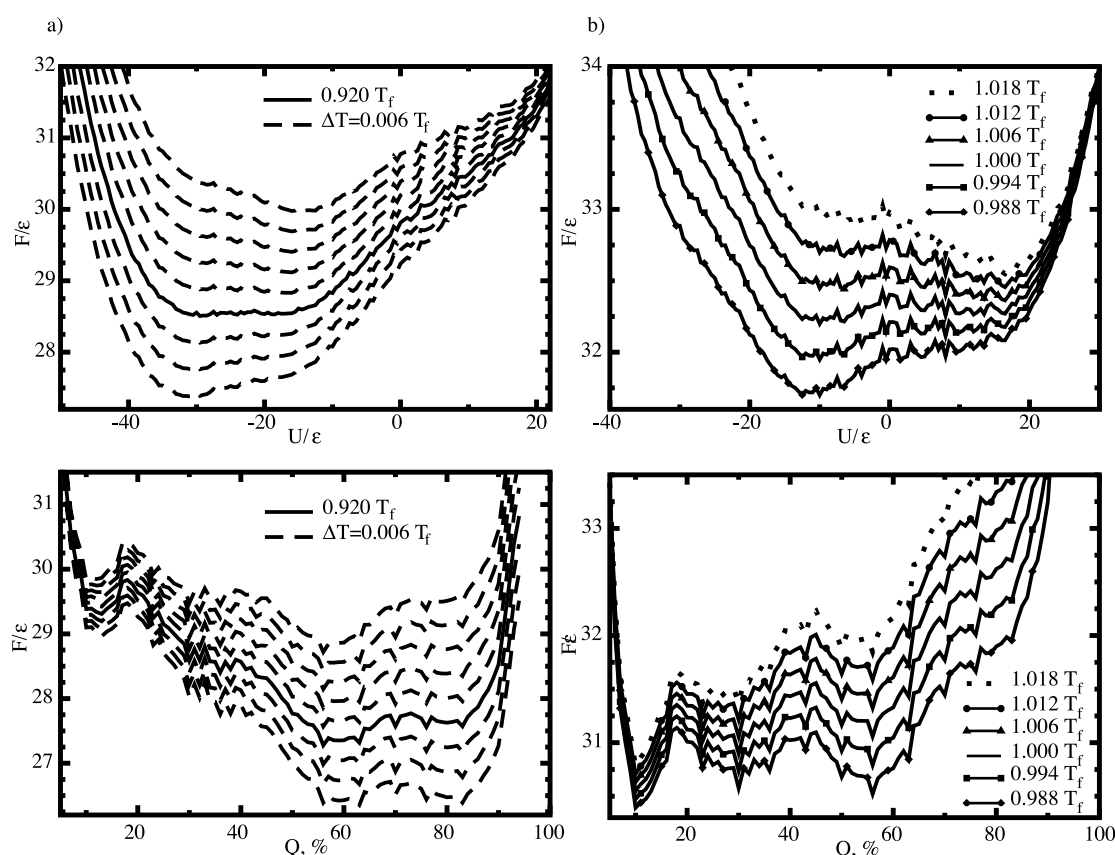 a)
b)
32
31
30
29
28
F/ε
-40
-20
0
20
U/ε
0.920 T_f
ΔT=0.006 T_f
34
33
32
F/ε
-40
-20
0
20
U/ε
1.018 T_f
1.012 T_f
1.006 T_f
1.000 T_f
0.994 T_f
0.988 T_f
31
30
29
28
27
F/ε
20
40
60
80
100
Q, %
0.920 T_f
ΔT=0.006 T_f
33
32
31
F/ε
20
40
60
80
100
Q, %
1.018 T_f
1.012 T_f
1.006 T_f
1.000 T_f
0.994 T_f
0.988 T_f